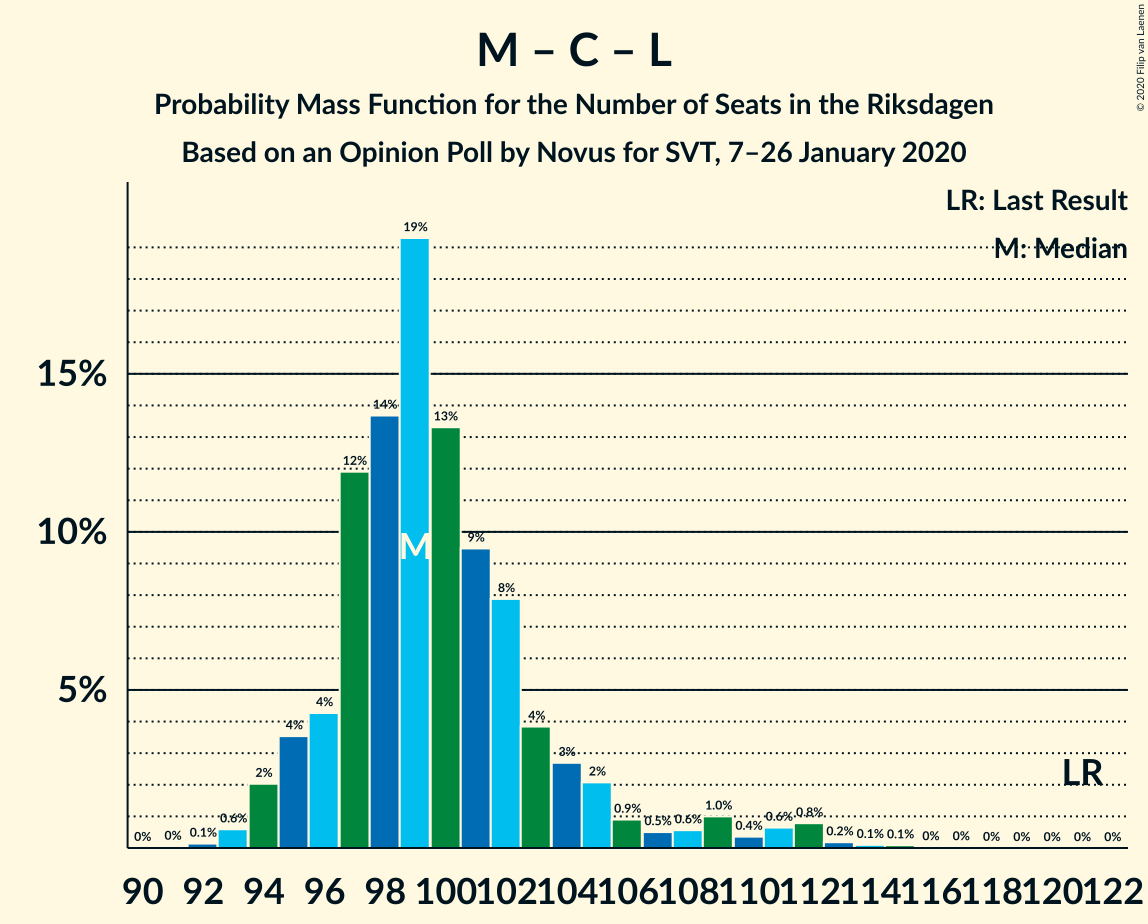 M – C – L
Probability Mass Function for the Number of Seats in the Riksdagen
Based on an Opinion Poll by Novus for SVT, 7–26 January 2020
© 2020 Filip van Laenen
LR: Last Result
M: Median
15%
10%
5%
0% 0% 0.1% 0.6% 2% 4% 4% 12% 14% 19% 13% 9% 8% 4% 3% 2% 0.9% 0.5% 0.6% 1.0% 0.4% 0.6% 0.8% 0.2% 0.1% 0.1% 0% 0% 0% 0% 0% 0% 0%
M
LR
90 92 94 96 98 100 102 104 106 108 110 112 114 116 118 120 122